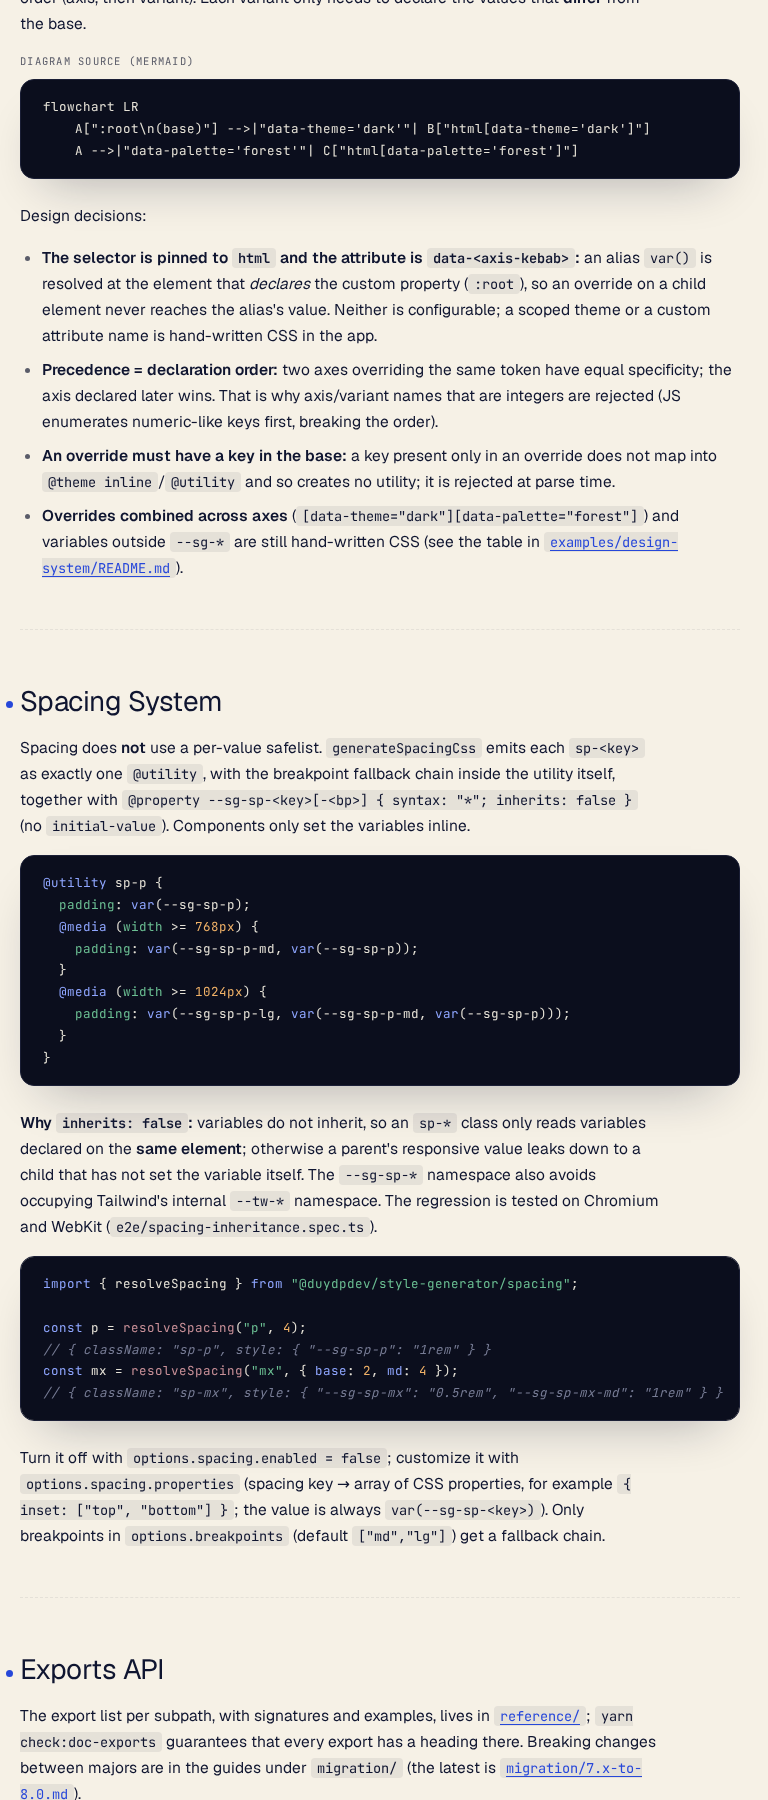 order (axis, then variant). Each variant only needs to declare the values that differ from
the base.
DIAGRAM SOURCE (MERMAID)
flowchart LR
    A[":root\n(base)"] -->|"data-theme='dark'"| B["html[data-theme='dark']"]
    A -->|"data-palette='forest'"| C["html[data-palette='forest']"]
Design decisions:
• The selector is pinned to html and the attribute is data-<axis-kebab>: an alias var() is
resolved at the element that declares the custom property (:root), so an override on a child
element never reaches the alias's value. Neither is configurable; a scoped theme or a custom
attribute name is hand-written CSS in the app.
• Precedence = declaration order: two axes overriding the same token have equal specificity; the
axis declared later wins. That is why axis/variant names that are integers are rejected (JS
enumerates numeric-like keys first, breaking the order).
• An override must have a key in the base: a key present only in an override does not map into
@theme inline/@utility and so creates no utility; it is rejected at parse time.
• Overrides combined across axes ([data-theme="dark"][data-palette="forest"]) and
variables outside --sg-* are still hand-written CSS (see the table in examples/design-
system/README.md).
Spacing System
Spacing does not use a per-value safelist. generateSpacingCss emits each sp-<key>
as exactly one @utility, with the breakpoint fallback chain inside the utility itself,
together with @property --sg-sp-<key>[-<bp>] { syntax: "*"; inherits: false }
(no initial-value). Components only set the variables inline.
@utility sp-p {
  padding: var(--sg-sp-p);
  @media (width >= 768px) {
    padding: var(--sg-sp-p-md, var(--sg-sp-p));
  }
  @media (width >= 1024px) {
    padding: var(--sg-sp-p-lg, var(--sg-sp-p-md, var(--sg-sp-p)));
  }
}
Why inherits: false: variables do not inherit, so an sp-* class only reads variables
declared on the same element; otherwise a parent's responsive value leaks down to a
child that has not set the variable itself. The --sg-sp-* namespace also avoids
occupying Tailwind's internal --tw-* namespace. The regression is tested on Chromium
and WebKit (e2e/spacing-inheritance.spec.ts).
import { resolveSpacing } from "@duydpdev/style-generator/spacing";
const p = resolveSpacing("p", 4);
// { className: "sp-p", style: { "--sg-sp-p": "1rem" } }
const mx = resolveSpacing("mx", { base: 2, md: 4 });
// { className: "sp-mx", style: { "--sg-sp-mx": "0.5rem", "--sg-sp-mx-md": "1rem" } }
Turn it off with options.spacing.enabled = false; customize it with
options.spacing.properties (spacing key → array of CSS properties, for example {
inset: ["top", "bottom"] }; the value is always var(--sg-sp-<key>)). Only
breakpoints in options.breakpoints (default ["md","lg"]) get a fallback chain.
Exports API
The export list per subpath, with signatures and examples, lives in reference/; yarn
check:doc-exports guarantees that every export has a heading there. Breaking changes
between majors are in the guides under migration/ (the latest is migration/7.x-to-
8.0.md).